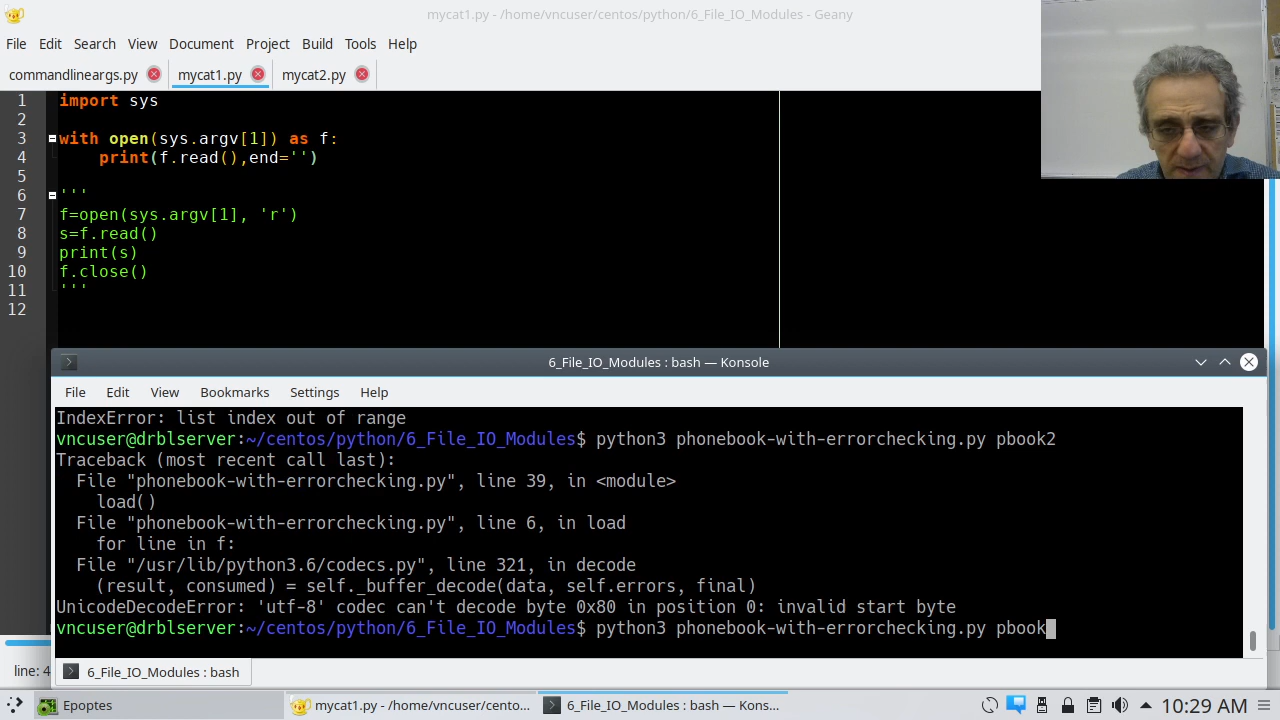 mycat1.py - /home/vncuser/centos/python/6_File_IO_Modules - Geany
File Edit Search View Document Project Build Tools Help
commandlineargs.py mycat1.py mycat2.py
1 import sys
2
3 with open(sys.argv[1]) as f:
4 print(f.read(),end='')
5
6 '''
7 f=open(sys.argv[1], 'r')
8 s=f.read()
9 print(s)
10 f.close()
11 '''
12
6_File_IO_Modules : bash — Konsole
File Edit View Bookmarks Settings Help
IndexError: list index out of range
vncuser@drblserver:~/centos/python/6_File_IO_Modules$ python3 phonebook-with-errorchecking.py pbook2
Traceback (most recent call last):
File "phonebook-with-errorchecking.py", line 39, in <module>
load()
File "phonebook-with-errorchecking.py", line 6, in load
for line in f:
File "/usr/lib/python3.6/codecs.py", line 321, in decode
(result, consumed) = self._buffer_decode(data, self.errors, final)
UnicodeDecodeError: 'utf-8' codec can't decode byte 0x80 in position 0: invalid start byte
vncuser@drblserver:~/centos/python/6_File_IO_Modules$ python3 phonebook-with-errorchecking.py pbook
line: 4
6_File_IO_Modules : bash
Epoptes mycat1.py - /home/vncuser/cento... 6_File_IO_Modules : bash — Kons... 10:29 AM